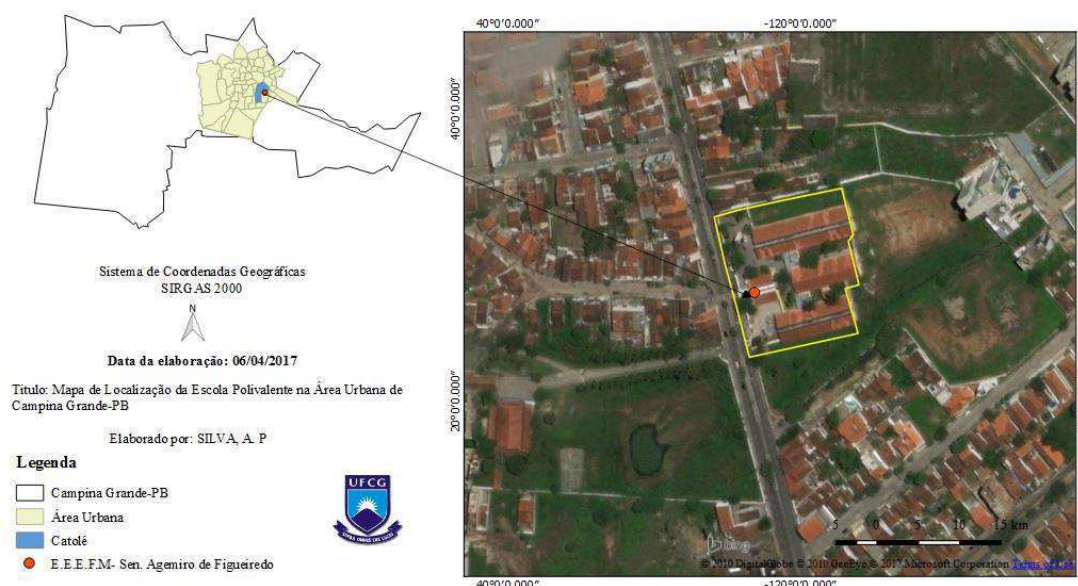 Sistema de Coordenadas Geográficas
SIRGAS 2000
N
Data da elaboração: 06/04/2017
Titulo: Mapa de Localização da Escola Polivalente na Área Urbana de
Campina Grande-PB
Elaborado por: SILVA, A. P
Legenda
Campina Grande-PB
Área Urbana
Catolé
E.E.E.F.M- Sen. Agemiro de Figueiredo
UFCG
40°0'0.000"
-120°0'0.000"
40°0'0.000"
20°0'0.000"
5 0 5 10 15 km
bing
© 2010 DigitalGlobe © 2010 GeoEye © 2017 Microsoft Corporation Terms of Use
40°0'0.000"
-120°0'0.000"